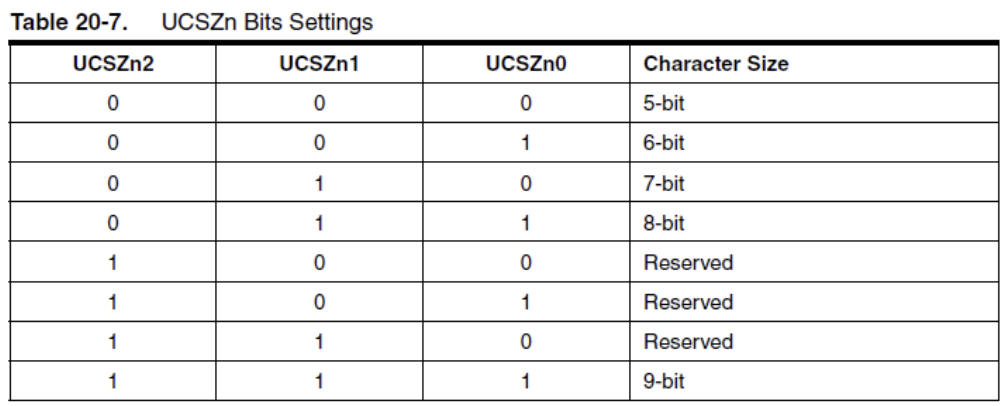 Table 20-7. UCSZn Bits Settings
UCSZn2 UCSZn1 UCSZn0 Character Size
0 0 0 5-bit
0 0 1 6-bit
0 1 0 7-bit
0 1 1 8-bit
1 0 0 Reserved
1 0 1 Reserved
1 1 0 Reserved
1 1 1 9-bit